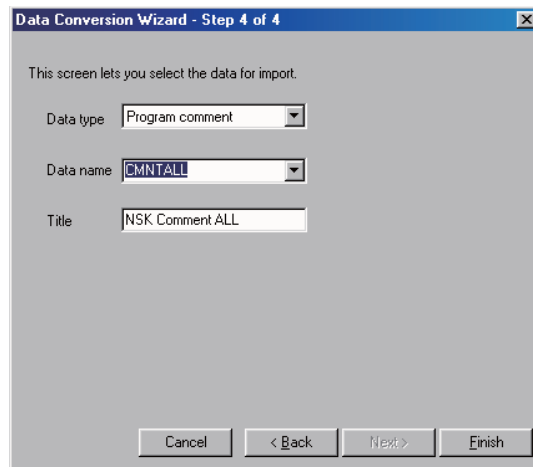 Data Conversion Wizard - Step 4 of 4
This screen lets you select the data for import.
Data type Program comment
Data name CMNTALL
Title NSK Comment ALL
Cancel < Back Next > Finish